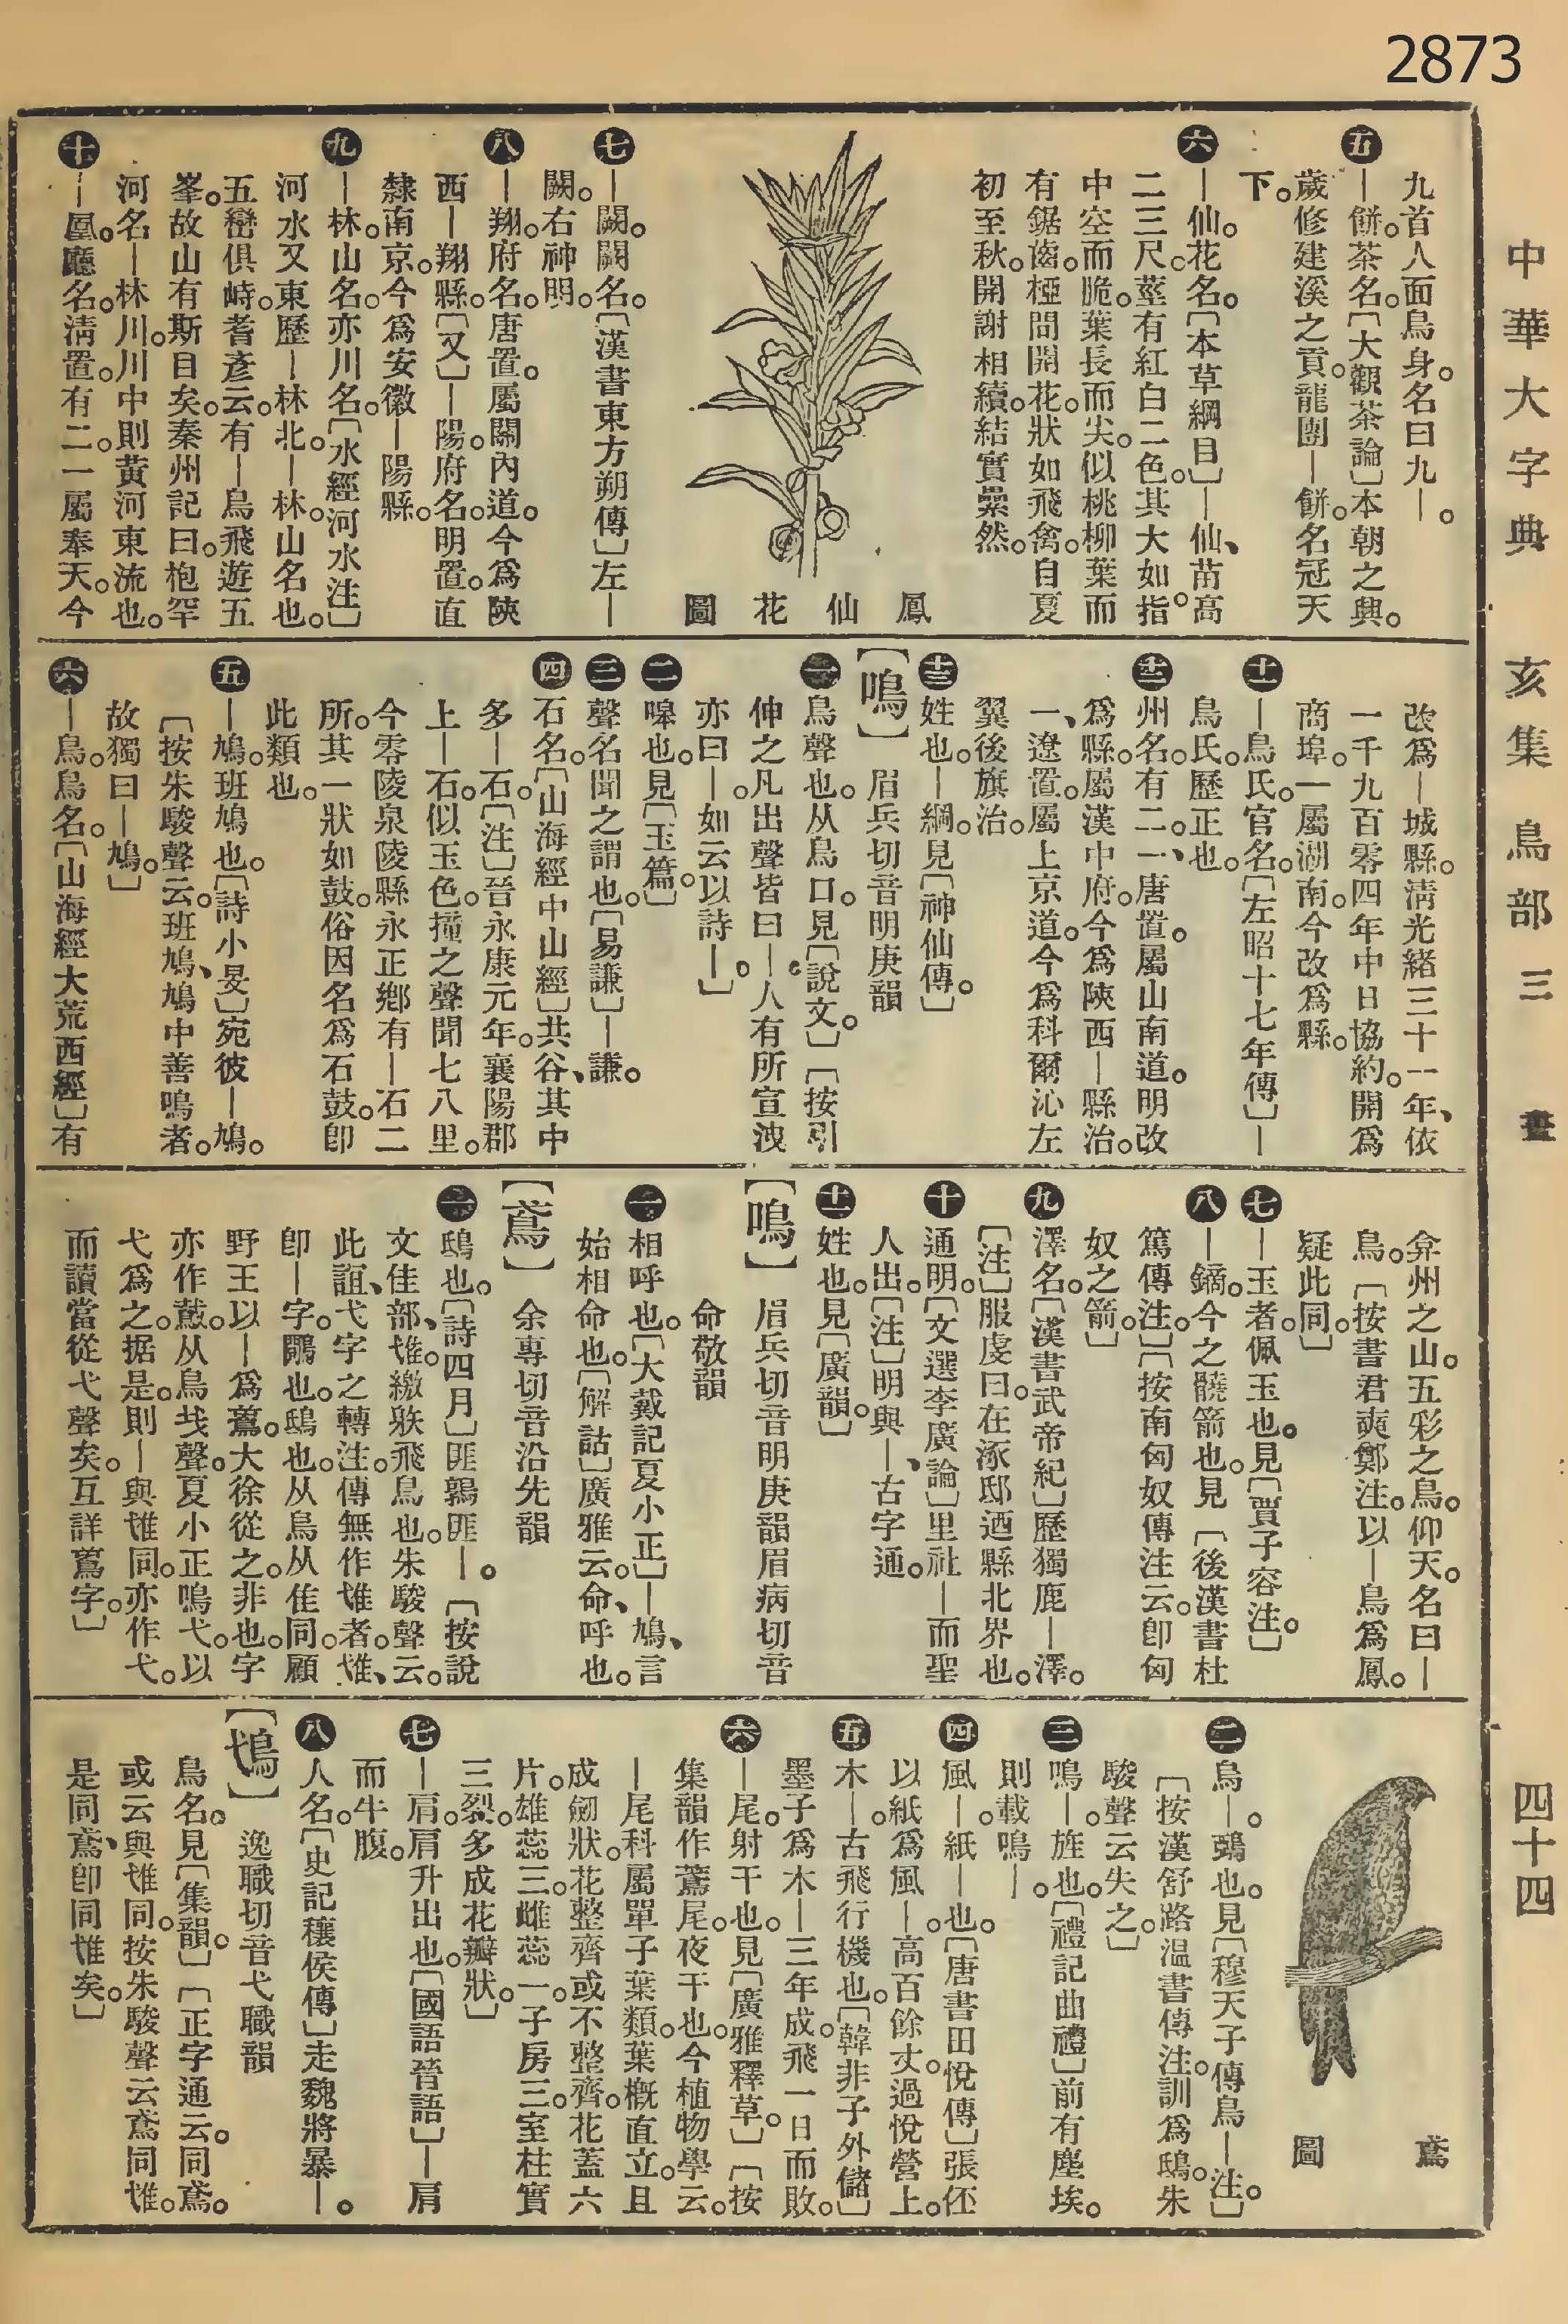 2873
中華大字典 亥集 鳥部 三畫 四十四
九首人面鳥身。名曰九—。
㊄—餅。茶名。〔大觀茶論〕本朝之興。
歲修建溪之貢。龍團—餅。名冠天
下。
㊅—仙。花名。〔本草綱目〕—仙、苗高
二三尺。莖有紅白二色。其大如指。
中空而脆。葉長而尖。似桃柳葉而
有鋸齒。椏間開花。狀如飛禽。自夏
初至秋。開謝相續。結實纍然。
鳳仙花圖
㊆—闕。闕名。〔漢書東方朔傳〕左—
闕。右神明。
㊇—翔。府名。唐置。屬關內道。今爲陝
西—翔縣。〔又〕—陽。府名。明置。直
隸南京。今爲安徽—陽縣。
㊈—林。山名。亦川名。〔水經河水注〕
河水又東歷—林北。—林。山名也。
五巒俱峙。耆彥云。有—鳥飛遊五
峯。故山有斯目矣。秦州記曰。枹罕
河名—林川。川中則黃河東流也。
㊉—凰。廳名。淸置。有二。一屬奉天。今
改爲—城縣。淸光緖三十一年、依
一千九百零四年中日協約。開爲
商埠。一屬湖南。今改爲縣。
⑪—鳥氏。官名。〔左昭十七年傳〕—
鳥氏。歷正也。
⑫州名。有二。一、唐置。屬山南道。明改
爲縣。屬漢中府。今爲陝西—縣治。
一、遼置。屬上京道。今爲科爾沁左
翼後旗治。
⑬姓也。—綱。見〔神仙傳。〕
〔鳴〕 眉兵切音明庚韻
㊀鳥聲也。从鳥口。見〔說文。〕〔按引
伸之凡出聲皆曰—。人有所宣洩
亦曰—。如云以詩—。〕
㊁嘷也。見〔玉篇。〕
㊂聲名聞之謂也。〔易謙〕—謙。
㊃石名。〔山海經中山經〕共谷、其中
多—石。〔注〕晉永康元年。襄陽郡
上—石。似玉色。撞之聲聞七八里。
今零陵泉陵縣永正鄕有—石二
所。其一狀如鼓。俗因名爲石鼓。卽
此類也。
㊄—鳩。班鳩也。〔詩小旻〕宛彼—鳩。
〔按朱駿聲云。班鳩、鳩中善鳴者。
故獨曰—鳩。〕
㊅—鳥。鳥名。〔山海經大荒西經〕有
弇州之山。五彩之鳥。仰天。名曰—
鳥。〔按書君奭鄭注。以—鳥爲鳳。
疑此同。〕
㊆—玉者。佩玉也。見〔賈子容注。〕
㊇—鏑。今之髐箭也。見〔後漢書杜
篤傳注。〕〔按南匈奴傳注云。卽匈
奴之箭。〕
㊈澤名。〔漢書武帝紀〕歷獨鹿—澤。
〔注〕服虔曰。在涿郡遒縣北界也。
㊉通明。〔文選李廣論〕里社—而聖
人出。〔注〕明與—、古字通。
⑪姓也。見〔廣韻。〕
〔鳴〕 眉兵切音明庚韻眉病切音
命敬韻
㊀相呼也。〔大戴記夏小正〕—鳩、言
始相命也。〔解詁〕廣雅云。命、呼也。
〔鳶〕 余專切音沿先韻
㊀鴟也。〔詩四月〕匪鶉匪—。〔按說
文隹部、䧴。繳䠶飛鳥也。朱駿聲云。
此誼、弋字之轉注。傳無作䧴者。䧴、
卽—字。鷻也。鴟也。从鳥从隹同。顧
野王以—爲鳶。大徐從之。非也。字
亦作䳒。从鳥𢦏聲。夏小正鳴弋。以
弋爲之。据是。則—與䧴同。亦作弋。
而讀當從弋聲矣。互詳鳶字。〕
鳶圖
㊁鳥—。鵶也。見〔穆天子傳鳥—注。〕
〔按漢舒路溫書傳注。訓爲鴟。朱
駿聲云失之。〕
㊂鳴—。旌也。〔禮記曲禮〕前有塵埃。
則載鳴—。
㊃風—。紙—也。〔唐書田悅傳〕張伾
以紙爲風—。高百餘丈。過悅營上。
㊄木—。古飛行機也。〔韓非子外儲〕
墨子爲木—三年成。飛一日而敗。
㊅—尾。射干也。見〔廣雅釋草。〕〔按
集韻作鳶尾。夜干也。今植物學云。
—尾科屬單子葉類。葉槪直立。且
成劒狀。花整齊或不整齊。花蓋六
片。雄蕊三。雌蕊一。子房三室。柱實
三裂。多成花瓣狀。〕
㊆—肩。肩升出也。〔國語晉語〕—肩
而牛腹。
㊇人名。〔史記穰侯傳〕走魏將暴—。
〔鳭〕 逸職切音弋職韻
鳥名。見〔集韻。〕〔正字通云。同鳶。
或云與䧴同。按朱駿聲云鳶同䧴。
是同鳶、卽同䧴矣。〕